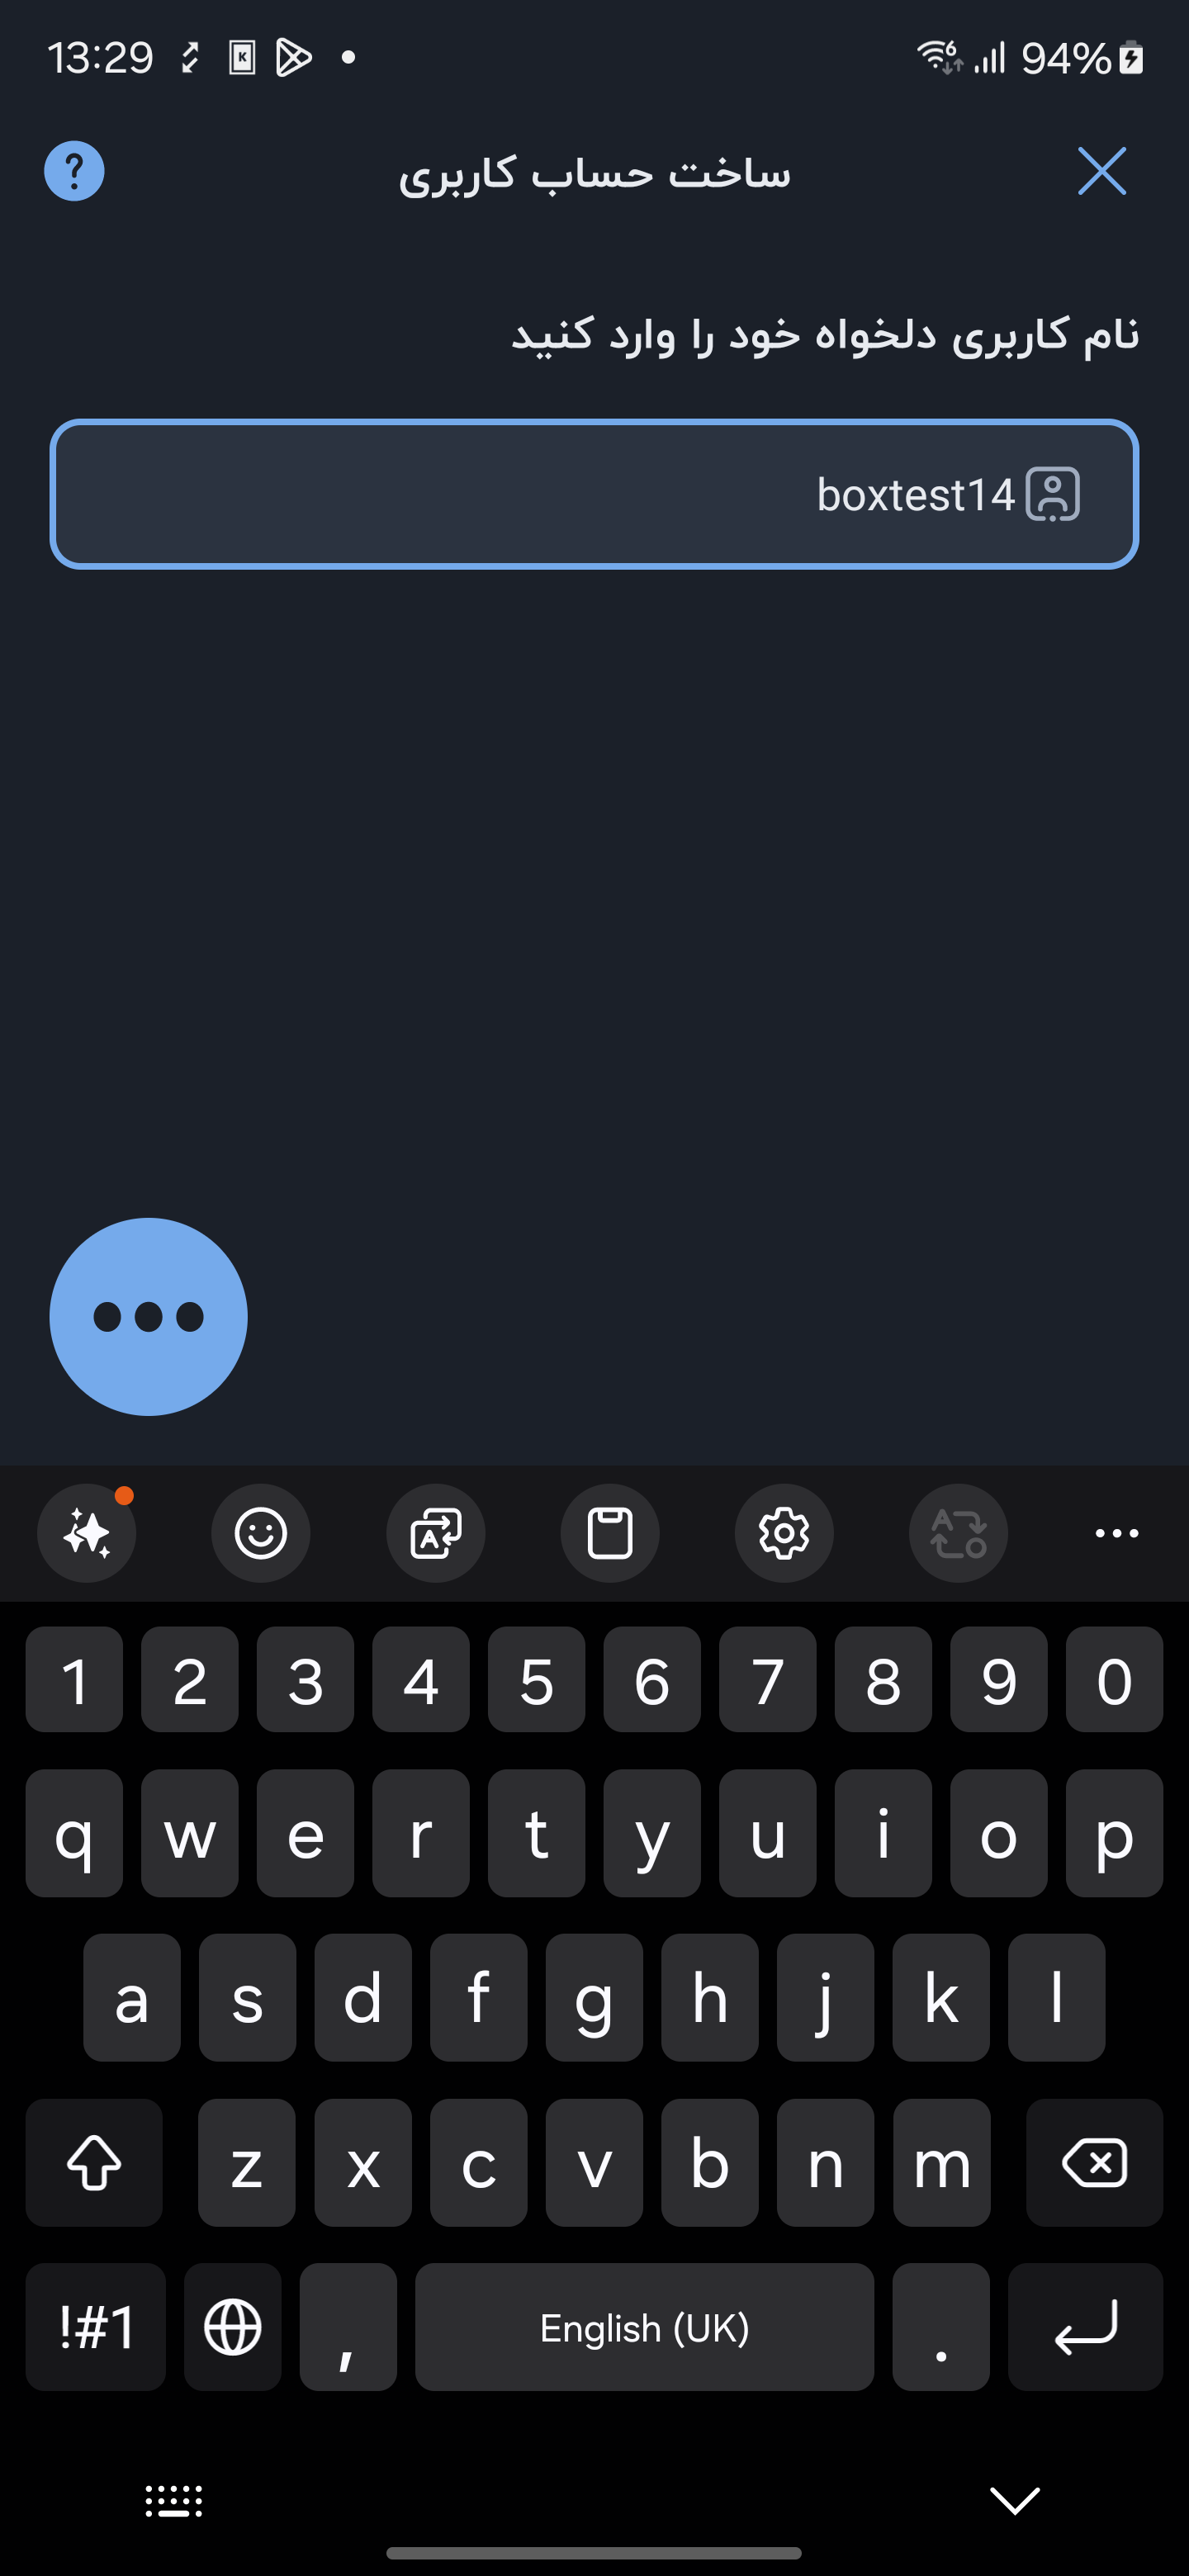 13:29
94%
ساخت حساب کاربری
نام کاربری دلخواه خود را وارد کنید
boxtest14
1 2 3 4 5 6 7 8 9 0
q w e r t y u i o p
a s d f g h j k l
z x c v b n m
!#1 , English (UK) .